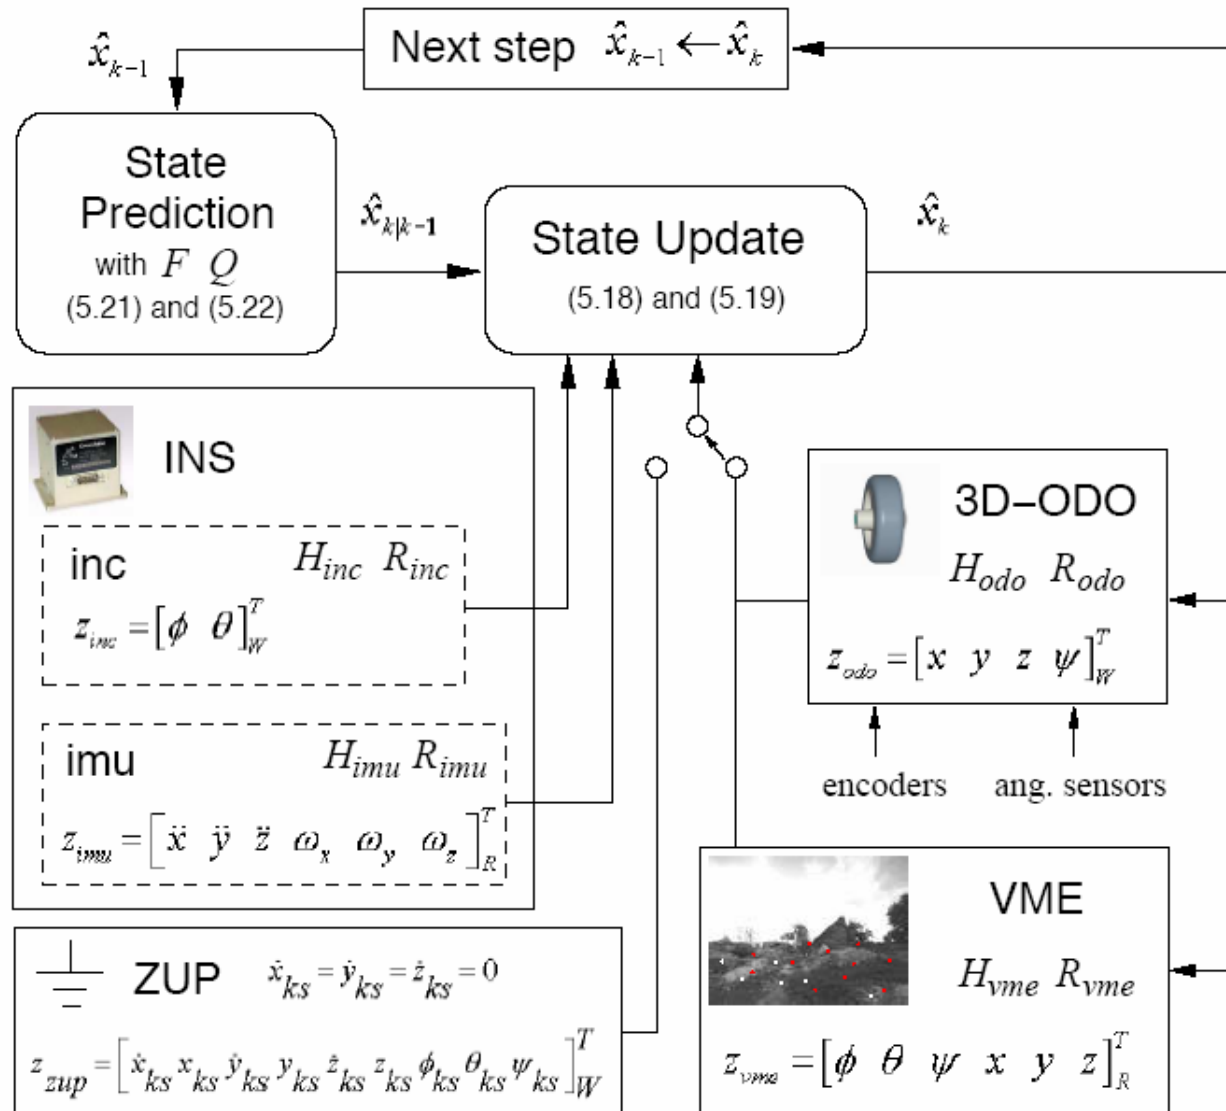 x̂ₖ₋₁
Next step x̂ₖ₋₁ ← x̂ₖ
State
Prediction
with F Q
(5.21) and (5.22)
x̂ₖ|ₖ₋₁
State Update
(5.18) and (5.19)
x̂ₖ
INS
inc H_inc R_inc
z_inc = [ϕ θ]ᵀ_W
imu H_imu R_imu
z_imu = [ẍ ÿ z̈ ω_x ω_y ω_z]ᵀ_R
ZUP ẋ_ks = ẏ_ks = ż_ks = 0
z_zup = [ẋ_ks x_ks ẏ_ks y_ks ż_ks z_ks ϕ_ks θ_ks ψ_ks]ᵀ_W
3D–ODO
H_odo R_odo
z_odo = [x y z ψ]ᵀ_W
encoders ang. sensors
VME
H_vme R_vme
z_vme = [ϕ θ ψ x y z]ᵀ_R